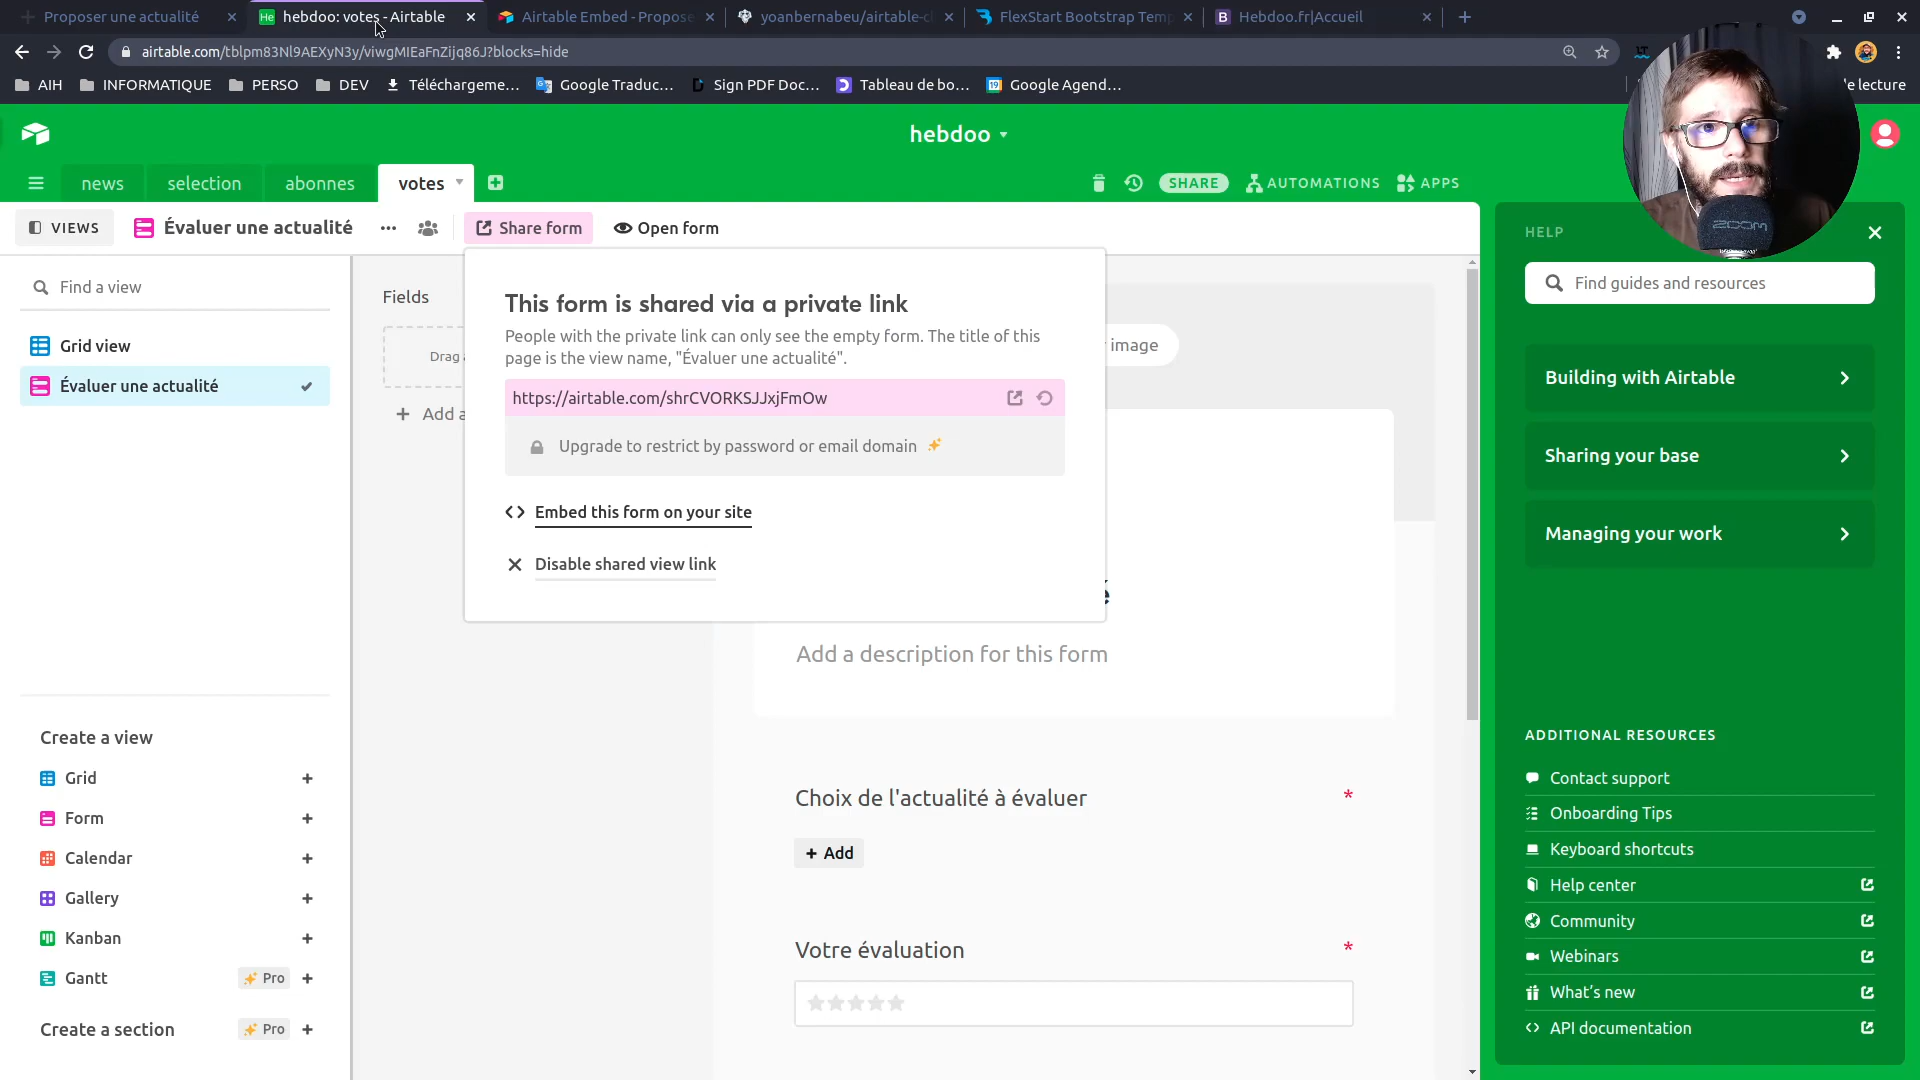 Proposer une actualité
hebdoo: votes - Airtable
Airtable Embed - Propose
yoanbernabeu/airtable-c
FlexStart Bootstrap Temp
Hebdoo.fr|Accueil
airtable.com/tblpm83Nl9AEXyN3y/viwgMIEaFnZijq86J?blocks=hide
AIH
INFORMATIQUE
PERSO
DEV
Téléchargeme...
Google Traduc...
Sign PDF Doc...
Tableau de bo...
Google Agend...
le lecture
hebdoo
news
selection
abonnes
votes
SHARE
AUTOMATIONS
APPS
VIEWS
Évaluer une actualité
Share form
Open form
HELP
Find a view
Find guides and resources
Grid view
Évaluer une actualité
Fields
Drag
Add a
This form is shared via a private link
People with the private link can only see the empty form. The title of this
page is the view name, "Évaluer une actualité".
https://airtable.com/shrCVORKSJJxjFmOw
Upgrade to restrict by password or email domain
Embed this form on your site
Disable shared view link
image
é
Add a description for this form
Choix de l'actualité à évaluer *
+ Add
Votre évaluation *
Building with Airtable
Sharing your base
Managing your work
Create a view
Grid
Form
Calendar
Gallery
Kanban
Gantt
Pro
Create a section
Pro
ADDITIONAL RESOURCES
Contact support
Onboarding Tips
Keyboard shortcuts
Help center
Community
Webinars
What's new
API documentation
ZOOM